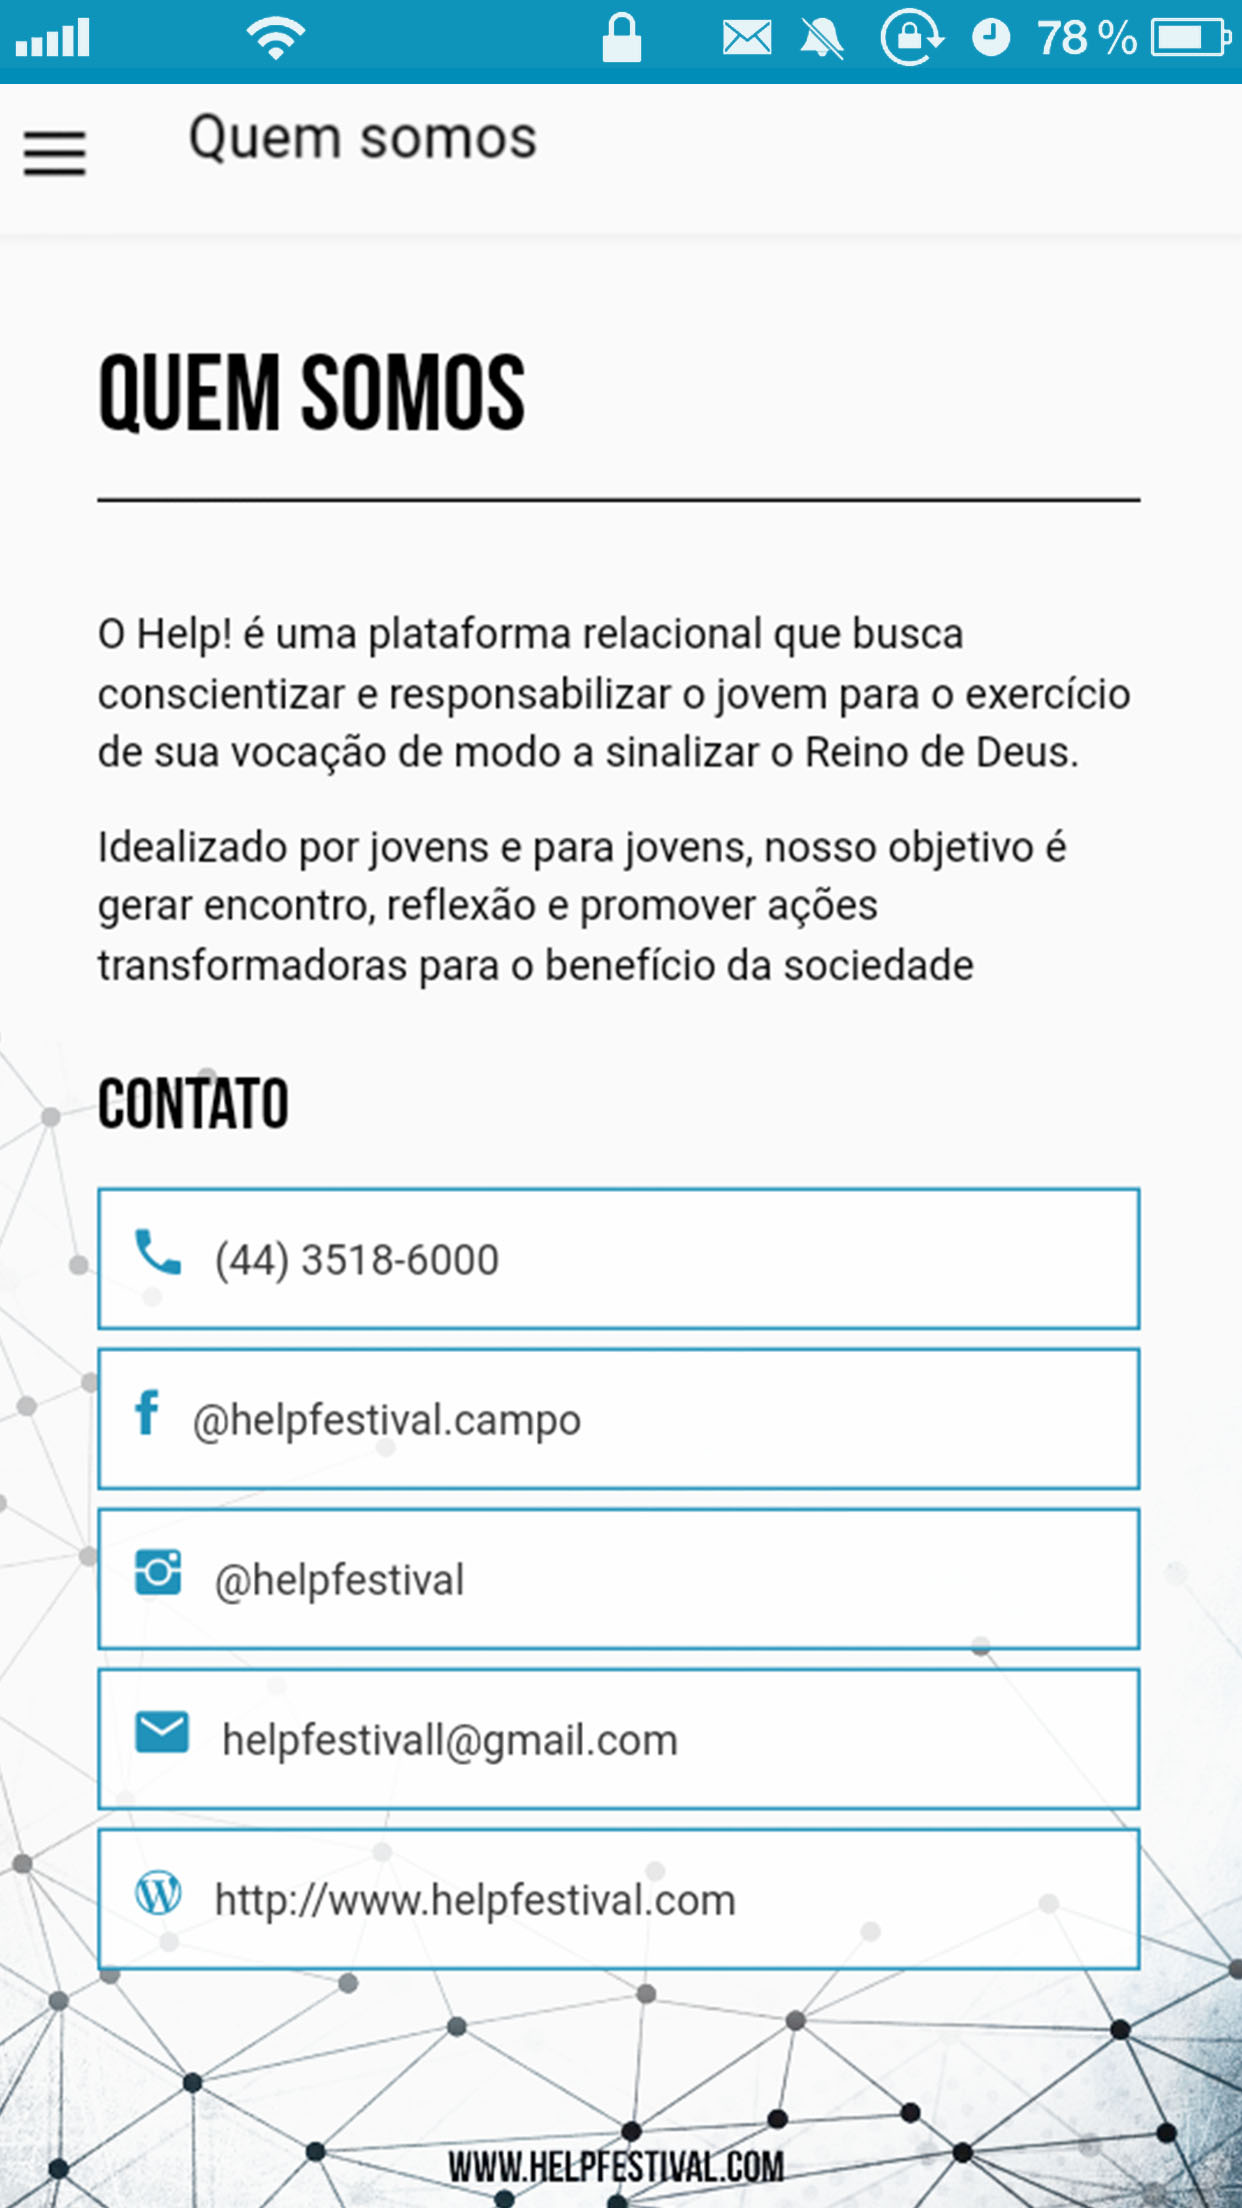 78 %
Quem somos
QUEM SOMOS
O Help! é uma plataforma relacional que busca
conscientizar e responsabilizar o jovem para o exercício
de sua vocação de modo a sinalizar o Reino de Deus.
Idealizado por jovens e para jovens, nosso objetivo é
gerar encontro, reflexão e promover ações
transformadoras para o benefício da sociedade
CONTATO
(44) 3518-6000
@helpfestival.campo
@helpfestival
helpfestivall@gmail.com
http://www.helpfestival.com
WWW.HELPFESTIVAL.COM